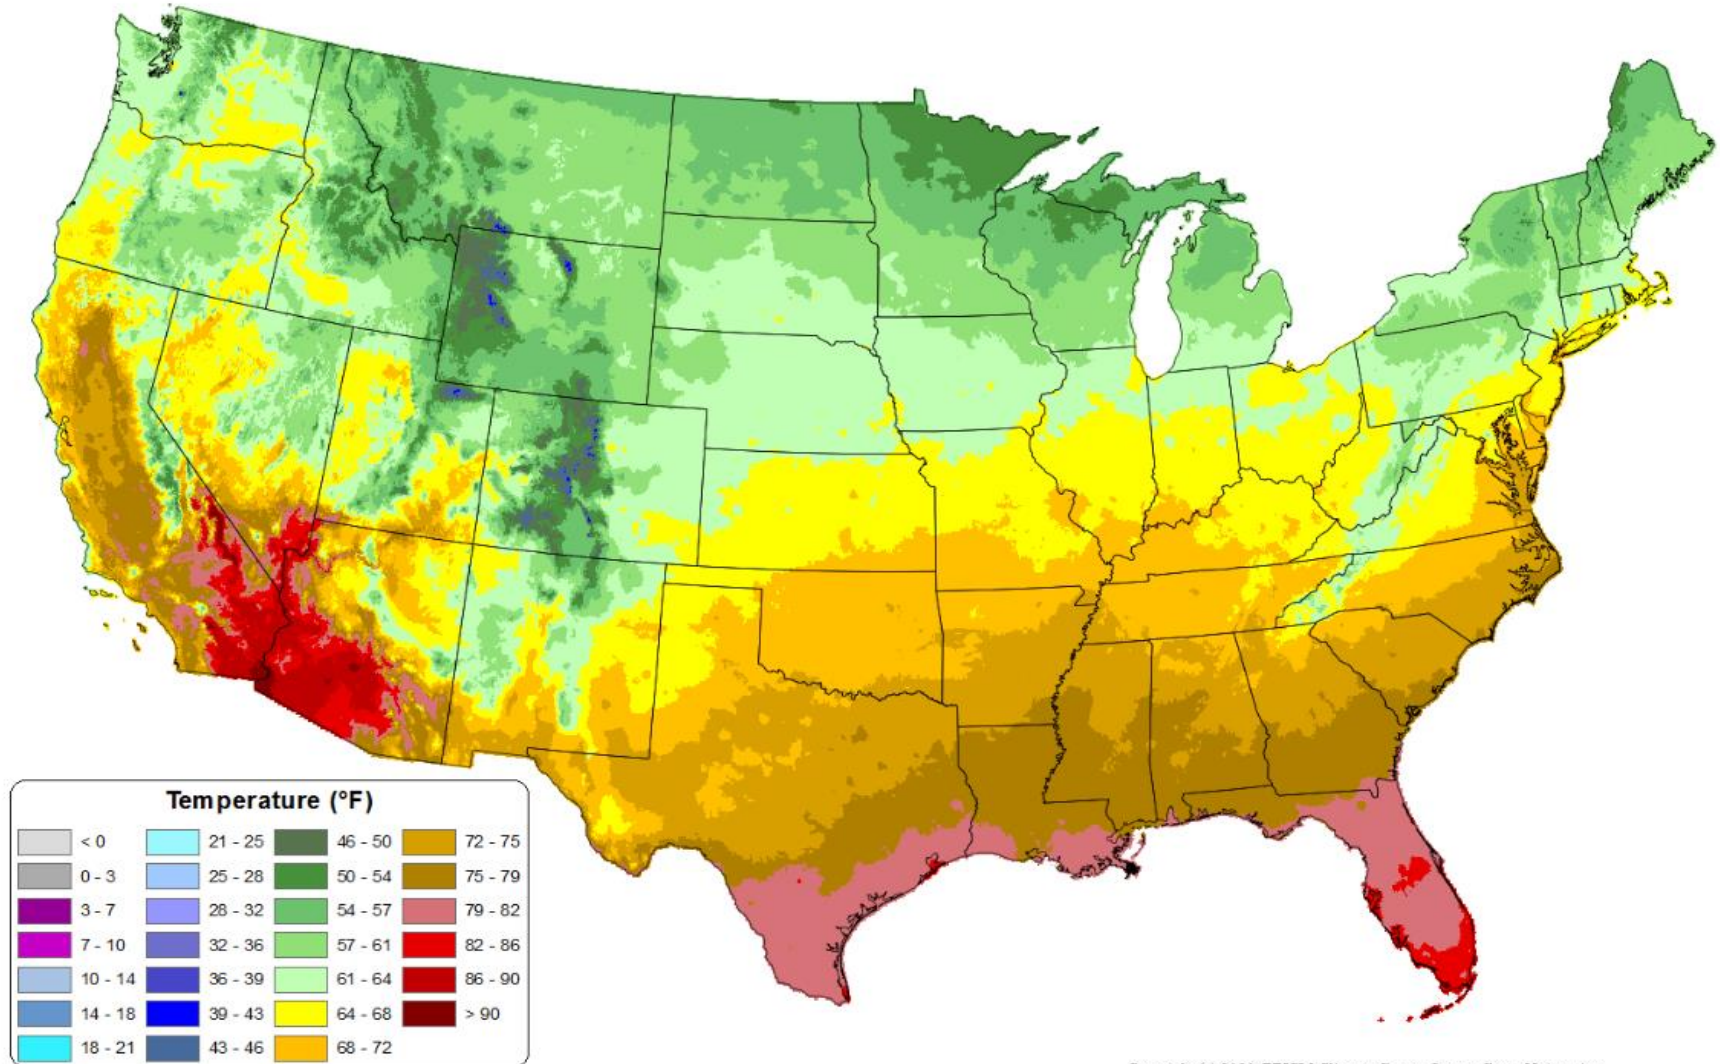 Temperature (°F)
< 0 21 - 25 46 - 50 72 - 75
0 - 3 25 - 28 50 - 54 75 - 79
3 - 7 28 - 32 54 - 57 79 - 82
7 - 10 32 - 36 57 - 61 82 - 86
10 - 14 36 - 39 61 - 64 86 - 90
14 - 18 39 - 43 64 - 68 > 90
18 - 21 43 - 46 68 - 72